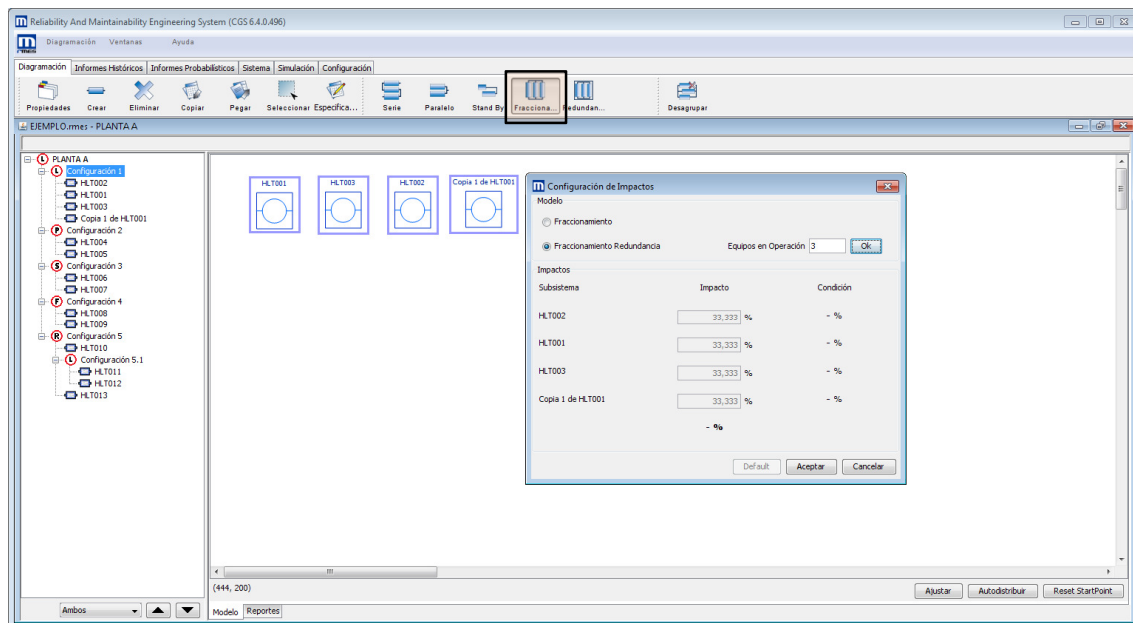 Reliability And Maintainability Engineering System (CGS 6.4.0.496)
Diagramación Ventanas Ayuda
Diagramación Informes Históricos Informes Probabilísticos Sistema Simulación Configuración
Propiedades Crear Eliminar Copiar Pegar Seleccionar Especifica... Serie Paralelo Stand By Fracciona... Redundan... Desagrupar
EJEMPLO.rmes - PLANTA A
PLANTA A
Configuración 1
HLT002
HLT001
HLT003
Copia 1 de HLT001
Configuración 2
HLT004
HLT005
Configuración 3
HLT006
HLT007
Configuración 4
HLT008
HLT009
Configuración 5
HLT010
Configuración 5.1
HLT011
HLT012
HLT013
Ambos
HLT001 HLT003 HLT002 Copia 1 de HLT001
Configuración de Impactos
Modelo
Fraccionamiento
Fraccionamiento Redundancia Equipos en Operación 3 Ok
Impactos
Subsistema Impacto Condición
HLT002 33,333 % - %
HLT001 33,333 % - %
HLT003 33,333 % - %
Copia 1 de HLT001 33,333 % - %
- %
Default Aceptar Cancelar
(444, 200)
Ajustar Autodistribuir Reset StartPoint
Modelo Reportes